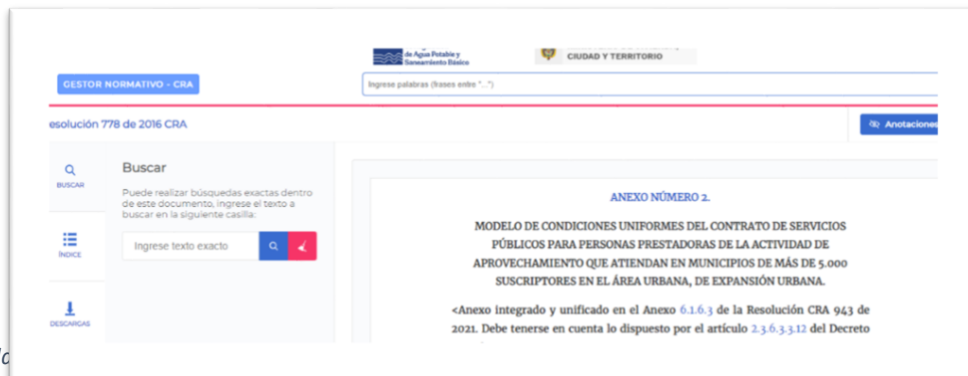 de Agua Potable y
Saneamiento Básico
CIUDAD Y TERRITORIO
GESTOR NORMATIVO - CRA
Ingrese palabras (frases entre "...")
esolución 778 de 2016 CRA
Anotaciones
BUSCAR
Buscar
Puede realizar búsquedas exactas dentro
de este documento, ingrese el texto a
buscar en la siguiente casilla:
Ingrese texto exacto
ÍNDICE
DESCARGAS
ANEXO NÚMERO 2.
MODELO DE CONDICIONES UNIFORMES DEL CONTRATO DE SERVICIOS
PÚBLICOS PARA PERSONAS PRESTADORAS DE LA ACTIVIDAD DE
APROVECHAMIENTO QUE ATIENDAN EN MUNICIPIOS DE MÁS DE 5.000
SUSCRIPTORES EN EL ÁREA URBANA, DE EXPANSIÓN URBANA.
<Anexo integrado y unificado en el Anexo 6.1.6.3 de la Resolución CRA 943 de
2021. Debe tenerse en cuenta lo dispuesto por el artículo 2.3.6.3.3.12 del Decreto